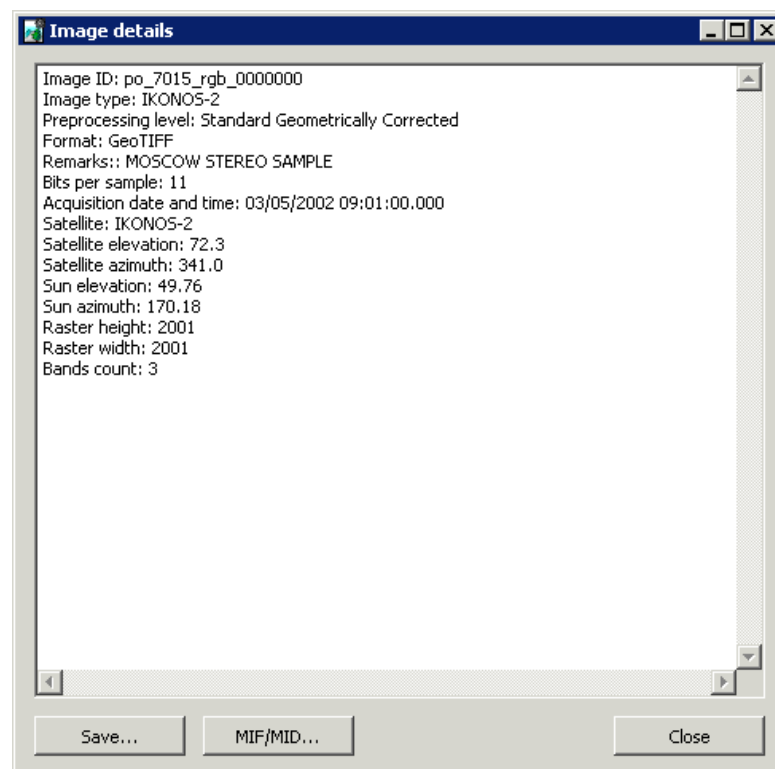 Image details
Image ID: po_7015_rgb_0000000
Image type: IKONOS-2
Preprocessing level: Standard Geometrically Corrected
Format: GeoTIFF
Remarks:: MOSCOW STEREO SAMPLE
Bits per sample: 11
Acquisition date and time: 03/05/2002 09:01:00.000
Satellite: IKONOS-2
Satellite elevation: 72.3
Satellite azimuth: 341.0
Sun elevation: 49.76
Sun azimuth: 170.18
Raster height: 2001
Raster width: 2001
Bands count: 3
Save... MIF/MID... Close